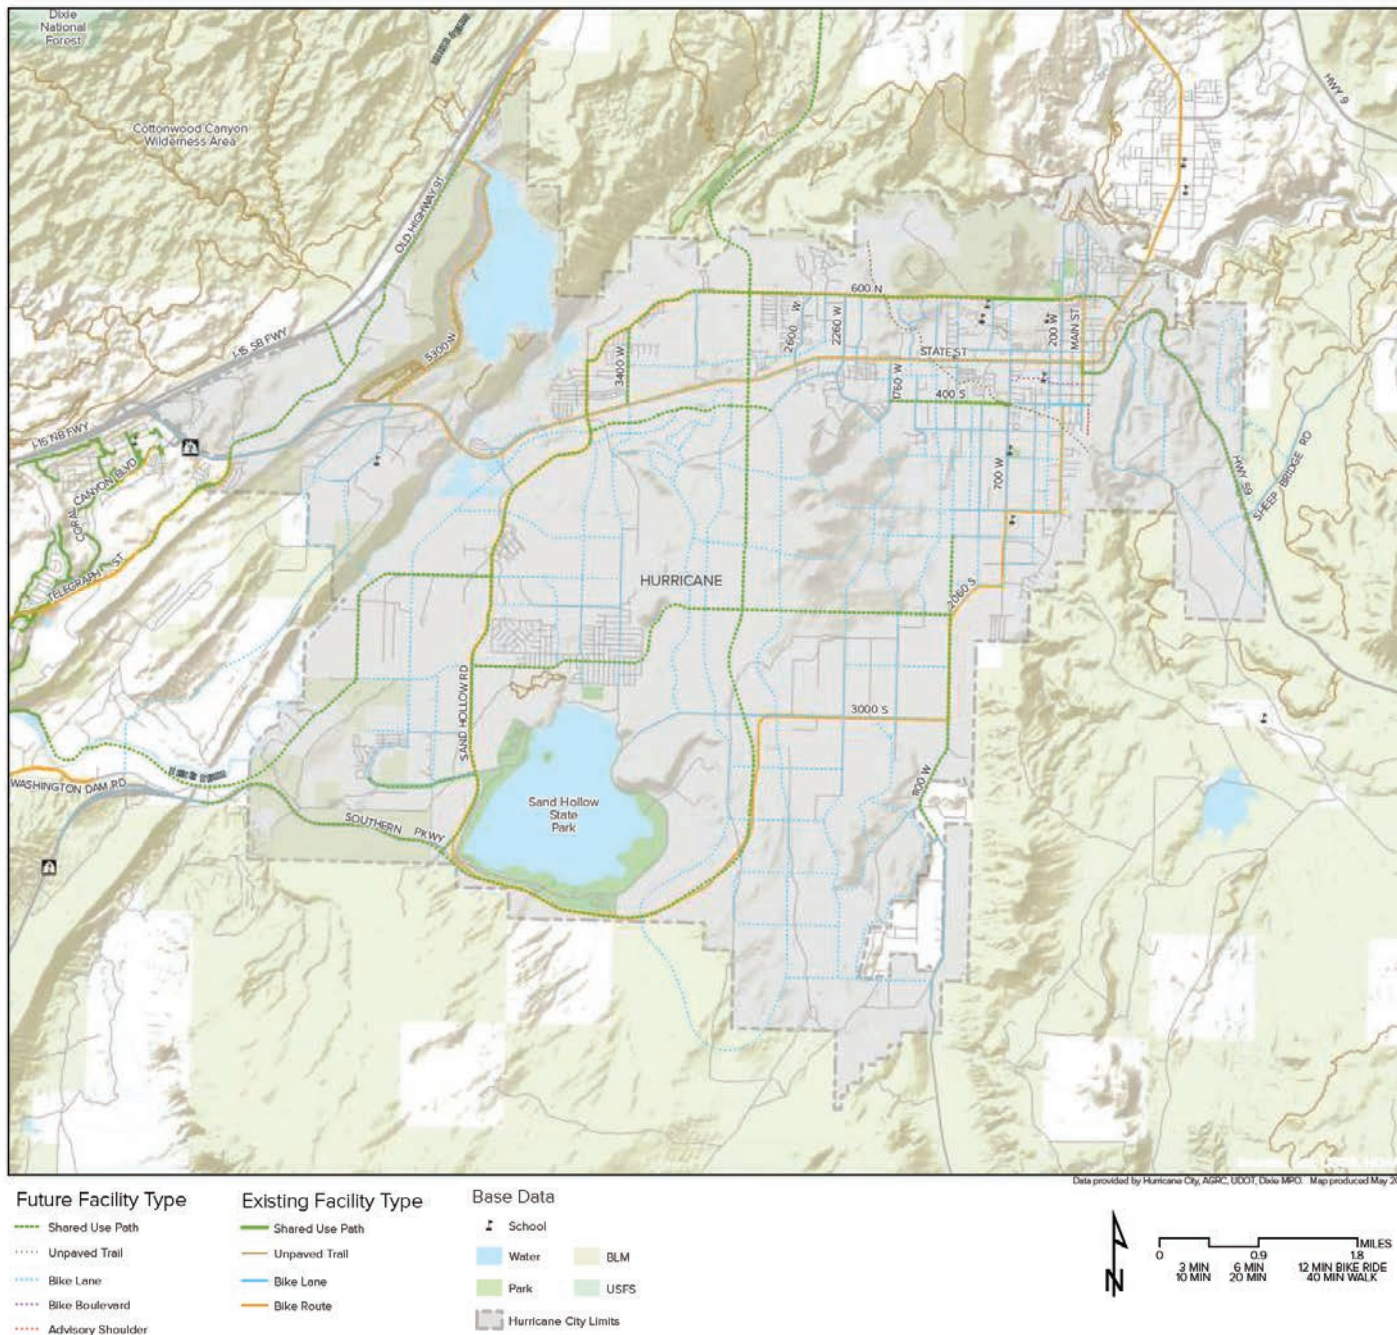 Dixie
National
Forest
Cottonwood Canyon
Wilderness Area
HWY 9
OLD HIGHWAY 91
I-15 SB FWY
5300 W
600 N
3400 W
2600 W
2260 W
200 W
MAIN ST
STATE ST
1760 W
400 S
I-15 NB FWY
CORAL CANYON BLVD
700 W
HWY 59
SHEEP BRIDGE RD
TELEGRAPH ST
HURRICANE
2060 S
SAND HOLLOW RD
3000 S
WASHINGTON DAM RD
1100 W
Sand Hollow
State
Park
SOUTHERN PKWY
Data provided by Hurricane City, AGRC, UDOT, Dixie MPO. Map produced May 20
Future Facility Type
Shared Use Path
Unpaved Trail
Bike Lane
Bike Boulevard
Advisory Shoulder
Existing Facility Type
Shared Use Path
Unpaved Trail
Bike Lane
Bike Route
Base Data
School
Water
BLM
Park
USFS
Hurricane City Limits
N
MILES
0 0.9 1.8
3 MIN 6 MIN 12 MIN BIKE RIDE
10 MIN 20 MIN 40 MIN WALK